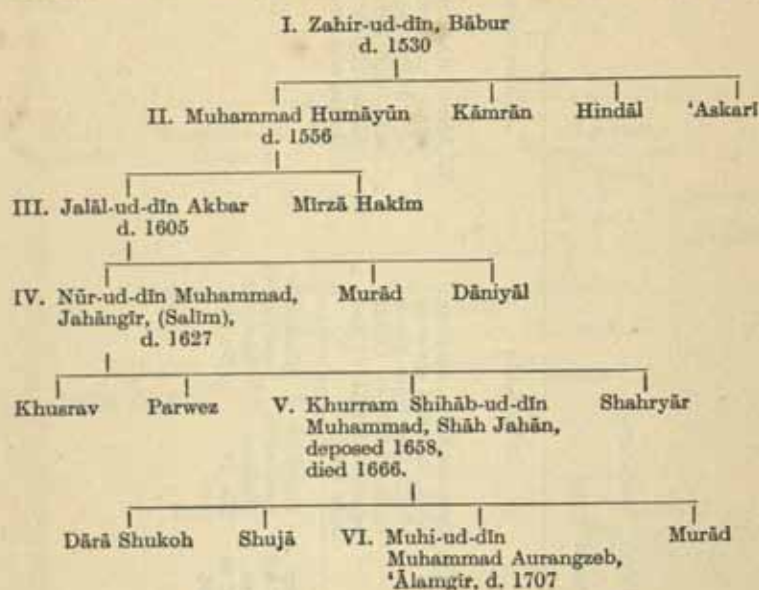 I. Zahir-ud-dīn, Bābur
d. 1530
II. Muhammad Humāyūn Kāmrān Hindāl ‘Askarī
d. 1556
III. Jalāl-ud-dīn Akbar Mīrzā Hakīm
d. 1605
IV. Nūr-ud-dīn Muhammad, Murād Dāniyāl
Jahāngīr, (Salīm),
d. 1627
Khusrav Parwez V. Khurram Shihāb-ud-dīn Shahryār
Muhammad, Shāh Jahān,
deposed 1658,
died 1666.
Dārā Shukoh Shujā VI. Muhi-ud-dīn Murād
Muhammad Aurangzeb,
‘Ālamgīr, d. 1707